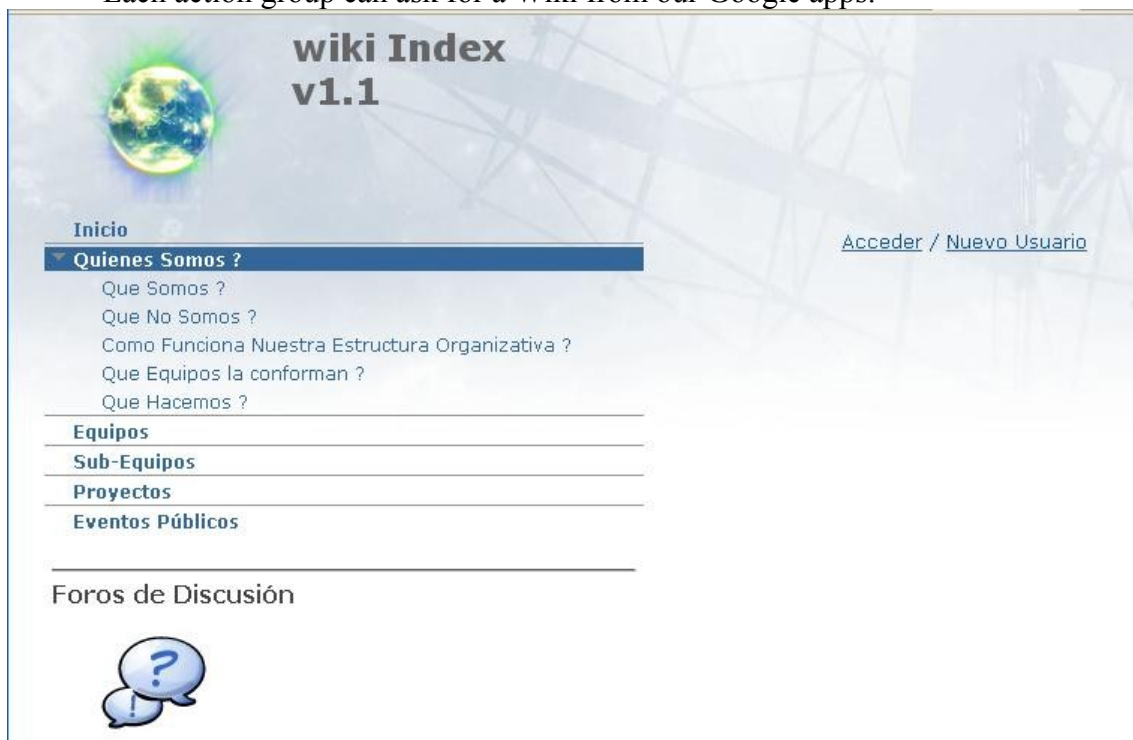 Each action group can ask for a Wiki from our Google apps.
wiki Index
v1.1
Inicio
Acceder / Nuevo Usuario
Quienes Somos ?
Que Somos ?
Que No Somos ?
Como Funciona Nuestra Estructura Organizativa ?
Que Equipos la conforman ?
Que Hacemos ?
Equipos
Sub-Equipos
Proyectos
Eventos Públicos
Foros de Discusión
?
!